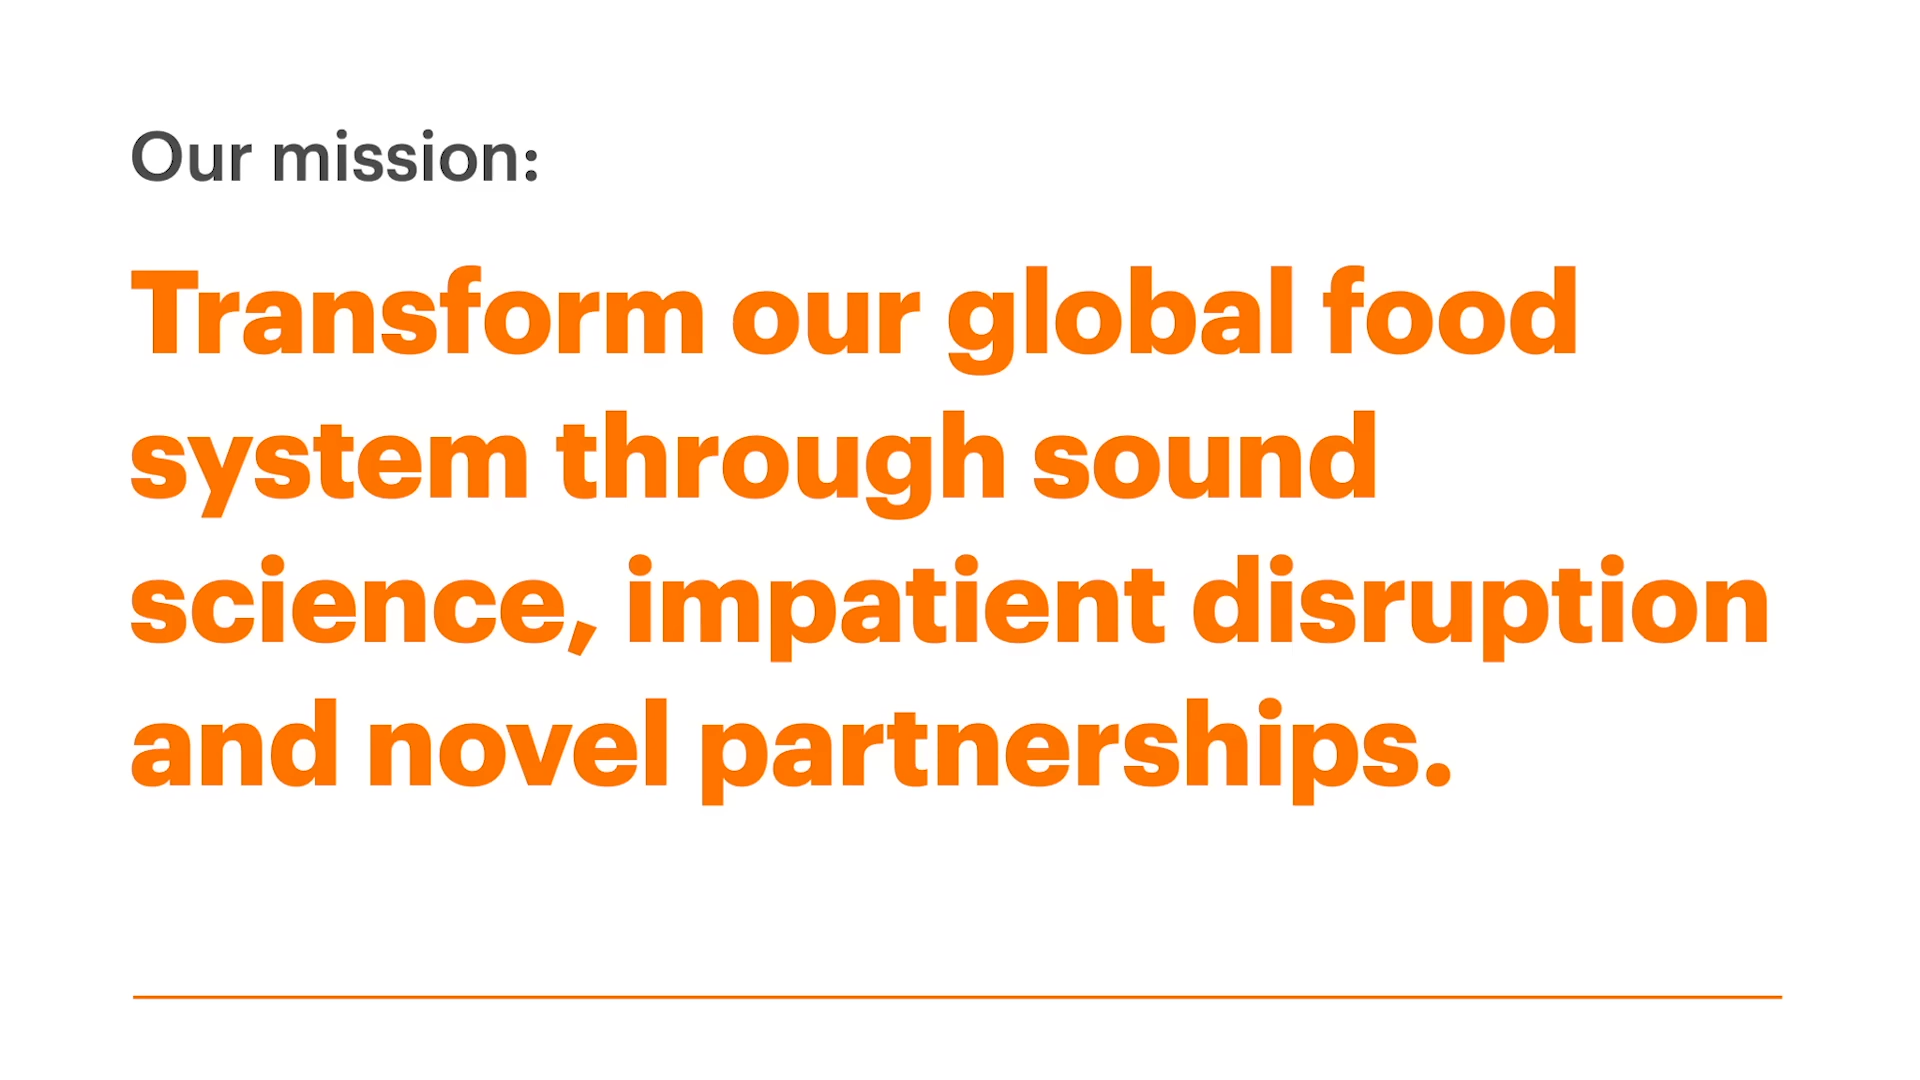 Our mission:
Transform our global food
system through sound
science, impatient disruption
and novel partnerships.